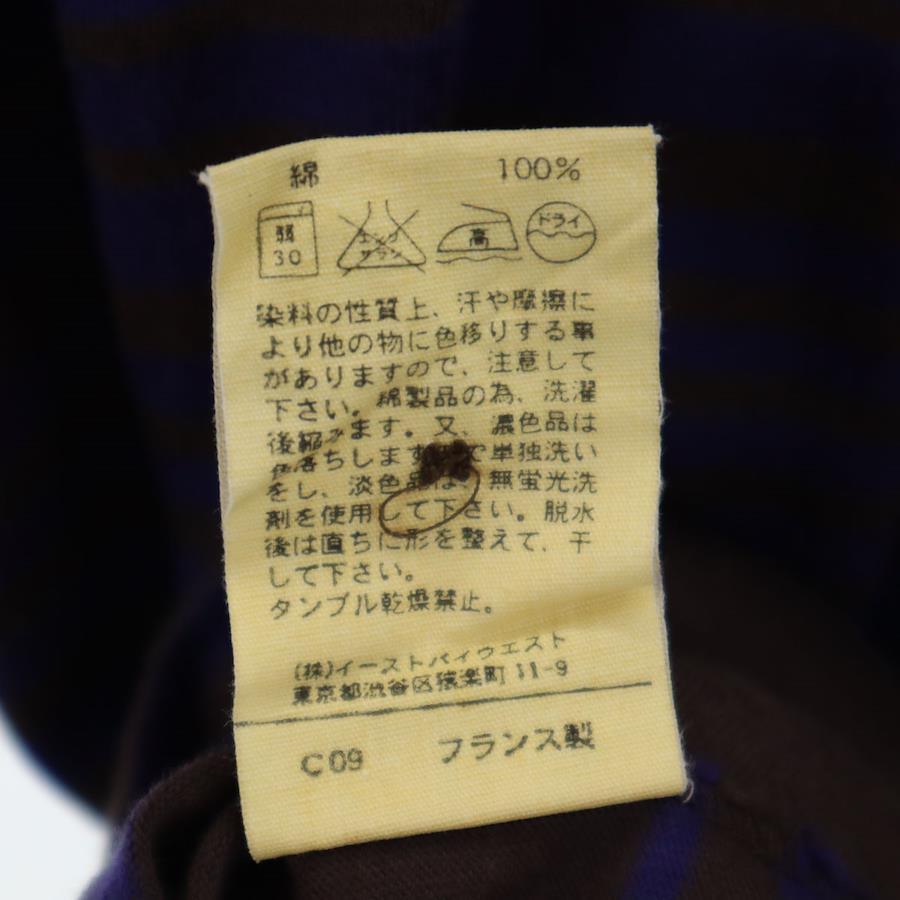 綿 100%
弱 30 エンソ サラシ 高 ドライ
染料の性質上、汗や摩擦に
より他の物に色移りする事
がありますので、注意して
下さい。綿製品の為、洗濯
後縮みます。又、濃色品は
色落ちします で単独洗い
をし、淡色品は、無蛍光洗
剤を使用して下さい。脱水
後は直ちに形を整えて、干
して下さい。
タンブル乾燥禁止。
(株)イーストバイウエスト
東京都渋谷区猿楽町11-9
C09 フランス製